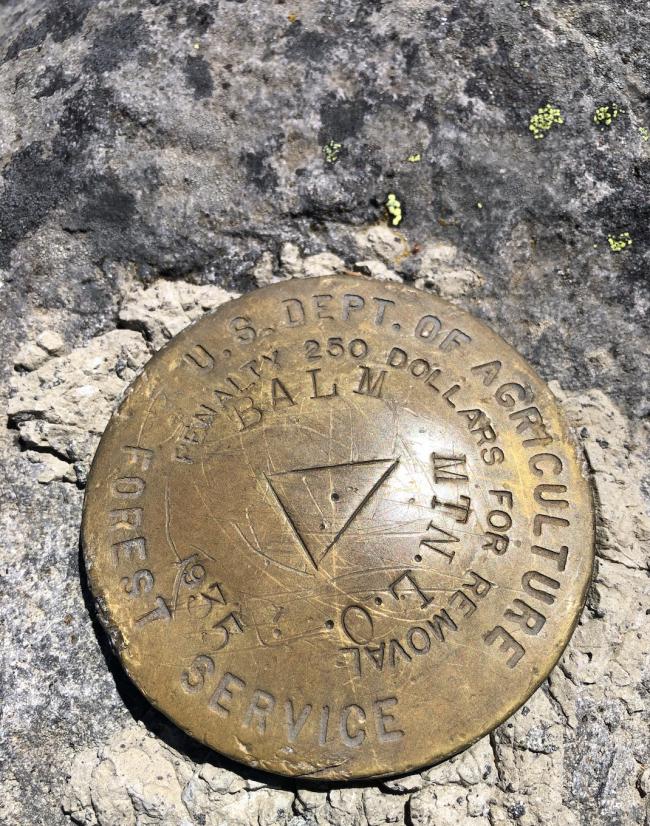 U.S. DEPT. OF AGRICULTURE
FOREST SERVICE
PENALTY 250 DOLLARS FOR REMOVAL
BALM
MTN. L.O.
1935